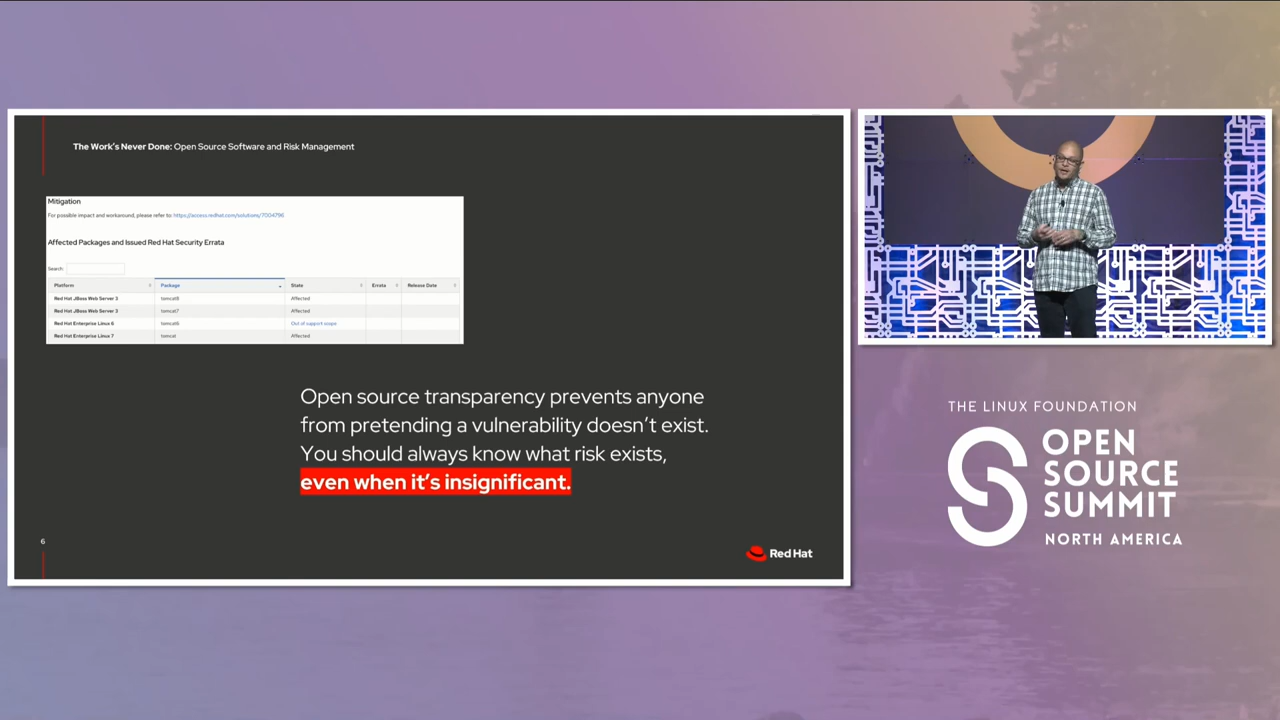 The Work's Never Done: Open Source Software and Risk Management
Mitigation
For possible impact and workaround, please refer to: https://access.redhat.com/solutions/7004796
Affected Packages and Issued Red Hat Security Errata
Search:
Platform Package State Errata Release Date
Red Hat JBoss Web Server 3 tomcat8 Affected
Red Hat JBoss Web Server 3 tomcat7 Affected
Red Hat Enterprise Linux 6 tomcat6 Out of support scope
Red Hat Enterprise Linux 7 tomcat Affected
Open source transparency prevents anyone
from pretending a vulnerability doesn't exist.
You should always know what risk exists,
even when it's insignificant.
6
Red Hat
THE LINUX FOUNDATION
OPEN
SOURCE
SUMMIT
NORTH AMERICA